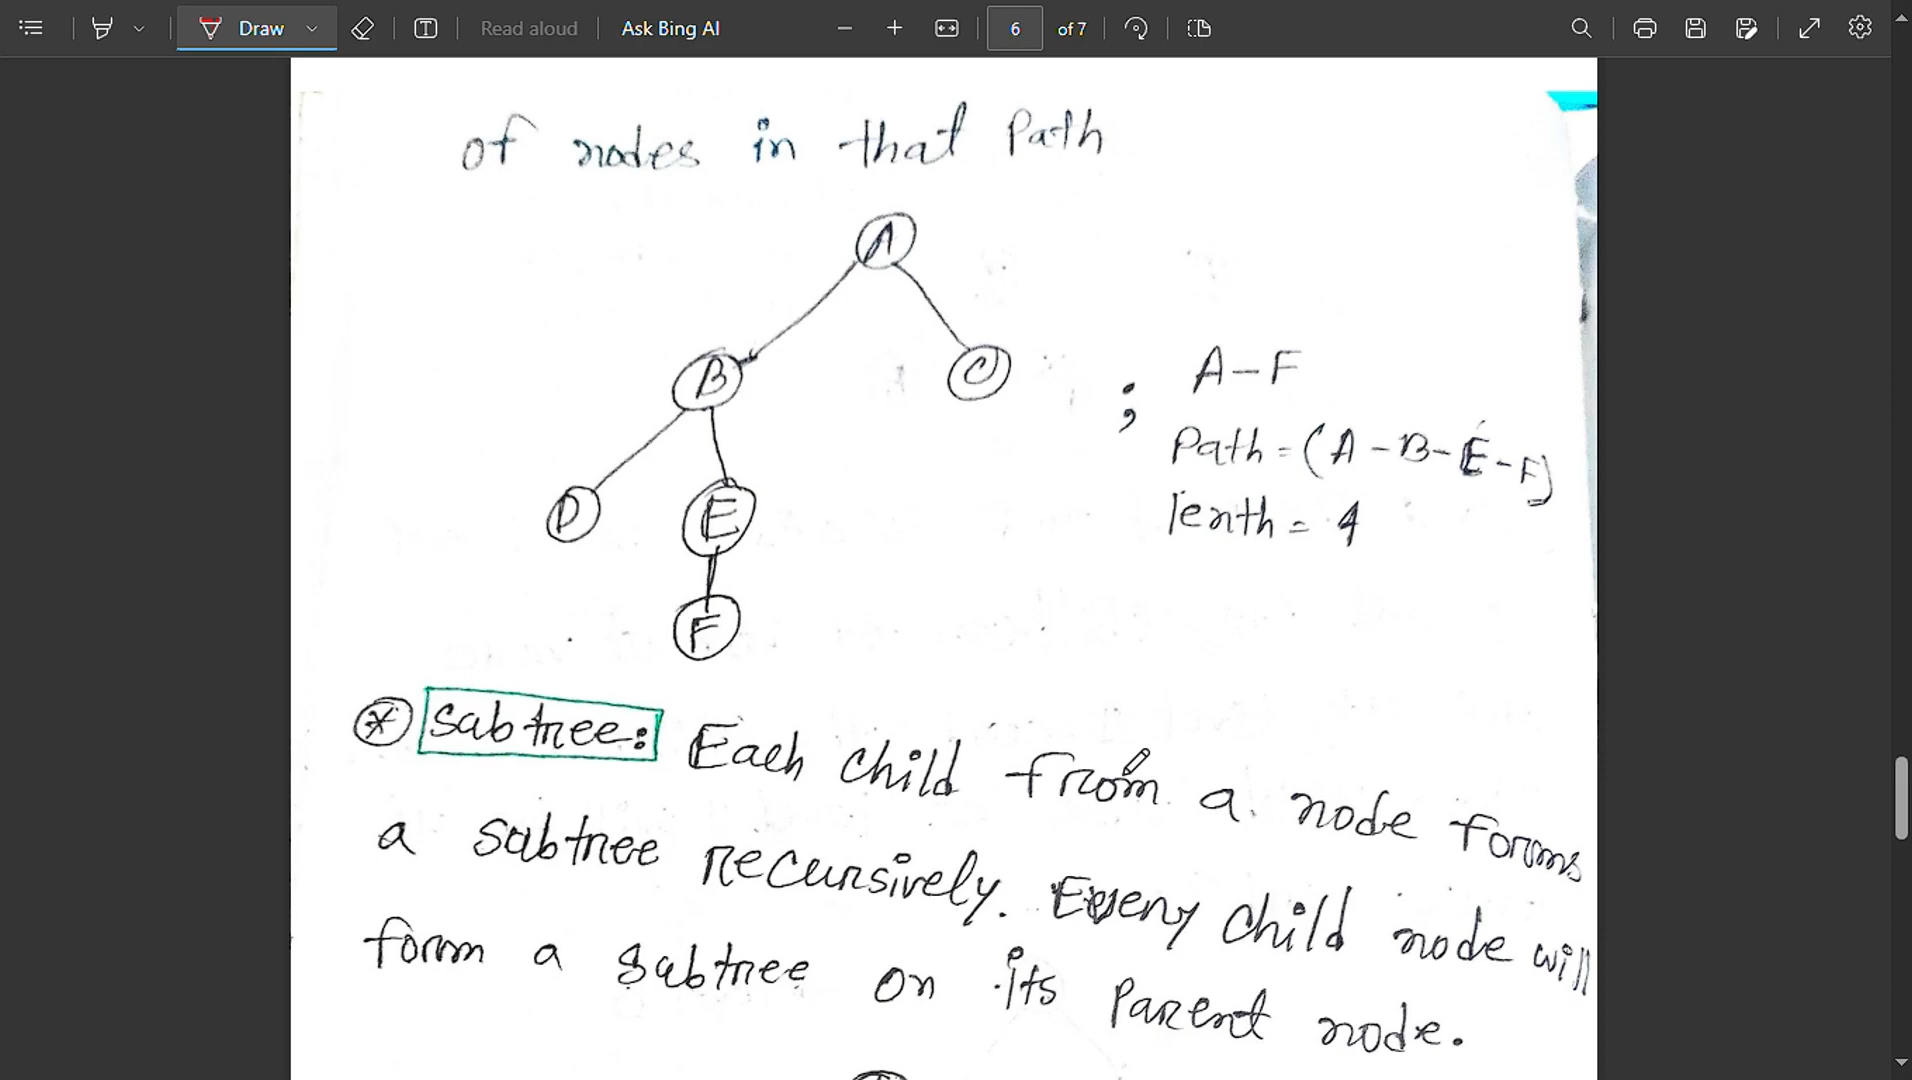 Draw
Read aloud
Ask Bing AI
6
of 7
of nodes in that Path
A
B
C
D
E
F
; A-F
Path = (A-B-E-F)
lenth = 4
* Subtree: Each child from a node forms
a subtree recursively. Every child node will
form a subtree on its Parent node.